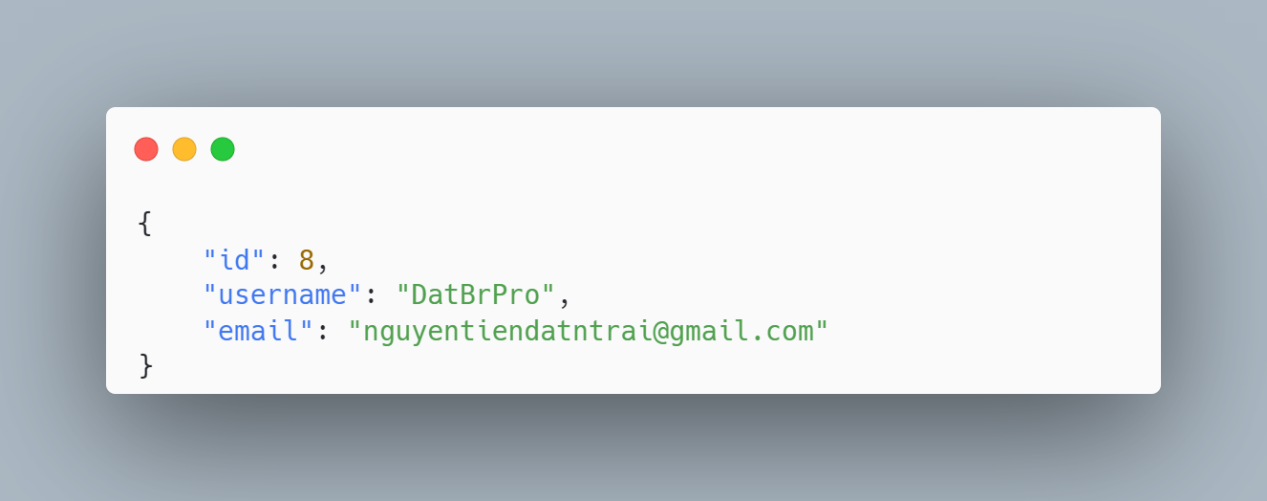 {
    "id": 8,
    "username": "DatBrPro",
    "email": "nguyentiendatntrai@gmail.com"
}